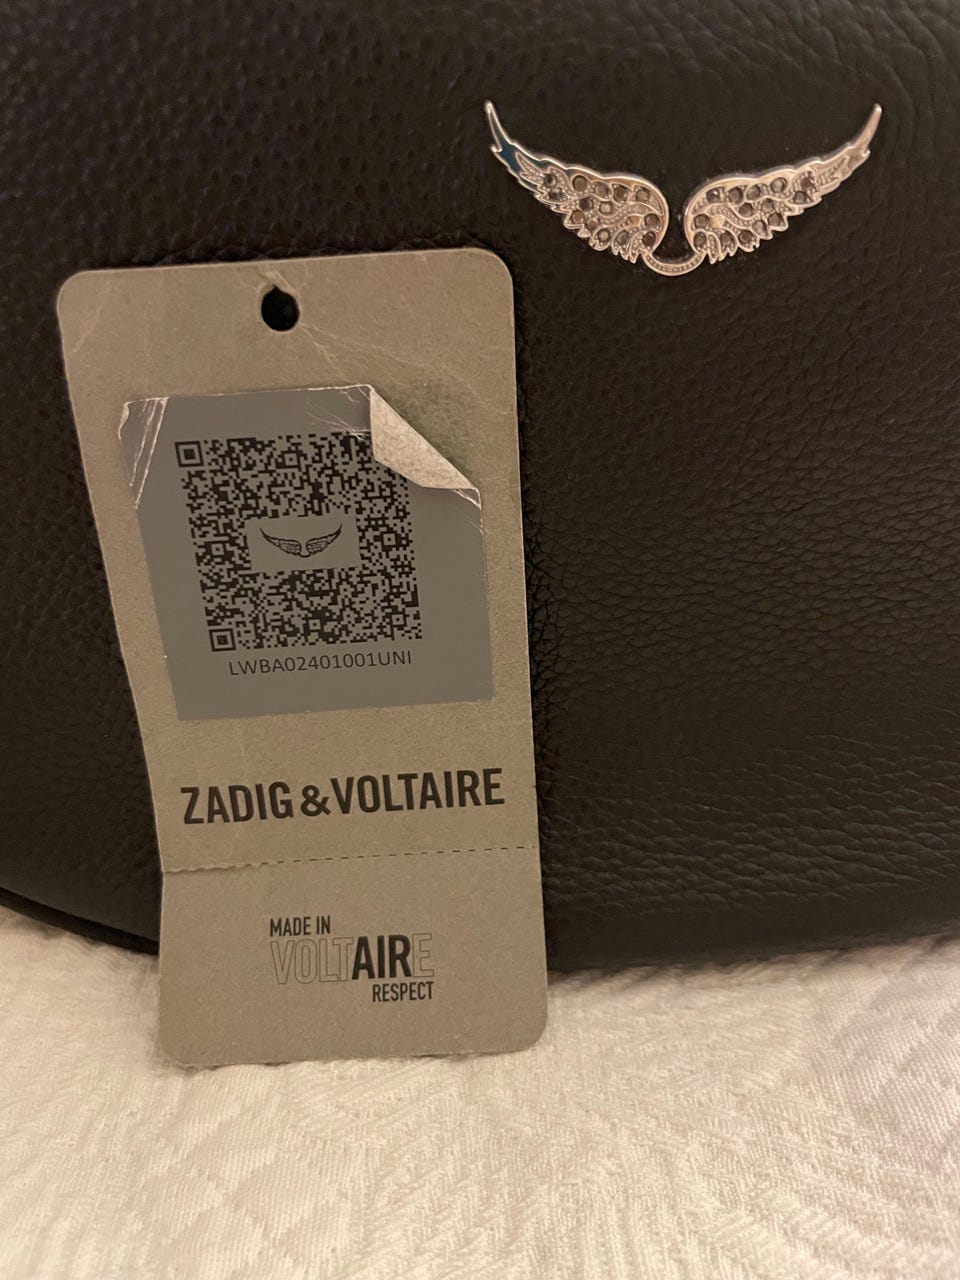 LWBA02401001UNI
ZADIG&VOLTAIRE
MADE IN
VOLTAIRE
RESPECT